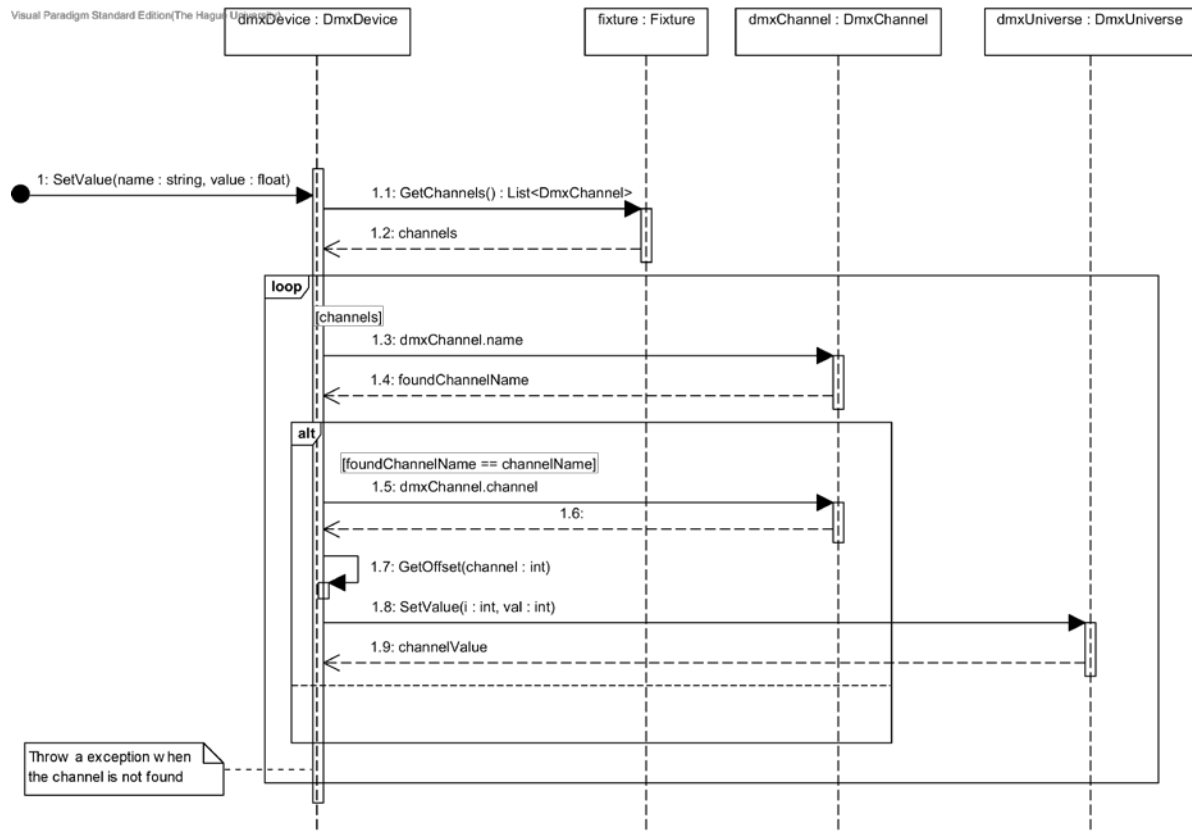 Visual Paradigm Standard Edition(The Hague University)
dmxDevice : DmxDevice
fixture : Fixture
dmxChannel : DmxChannel
dmxUniverse : DmxUniverse
1: SetValue(name : string, value : float)
1.1: GetChannels() : List<DmxChannel>
1.2: channels
loop
[channels]
1.3: dmxChannel.name
1.4: foundChannelName
alt
[foundChannelName == channelName]
1.5: dmxChannel.channel
1.6:
1.7: GetOffset(channel : int)
1.8: SetValue(i : int, val : int)
1.9: channelValue
Throw a exception when
the channel is not found